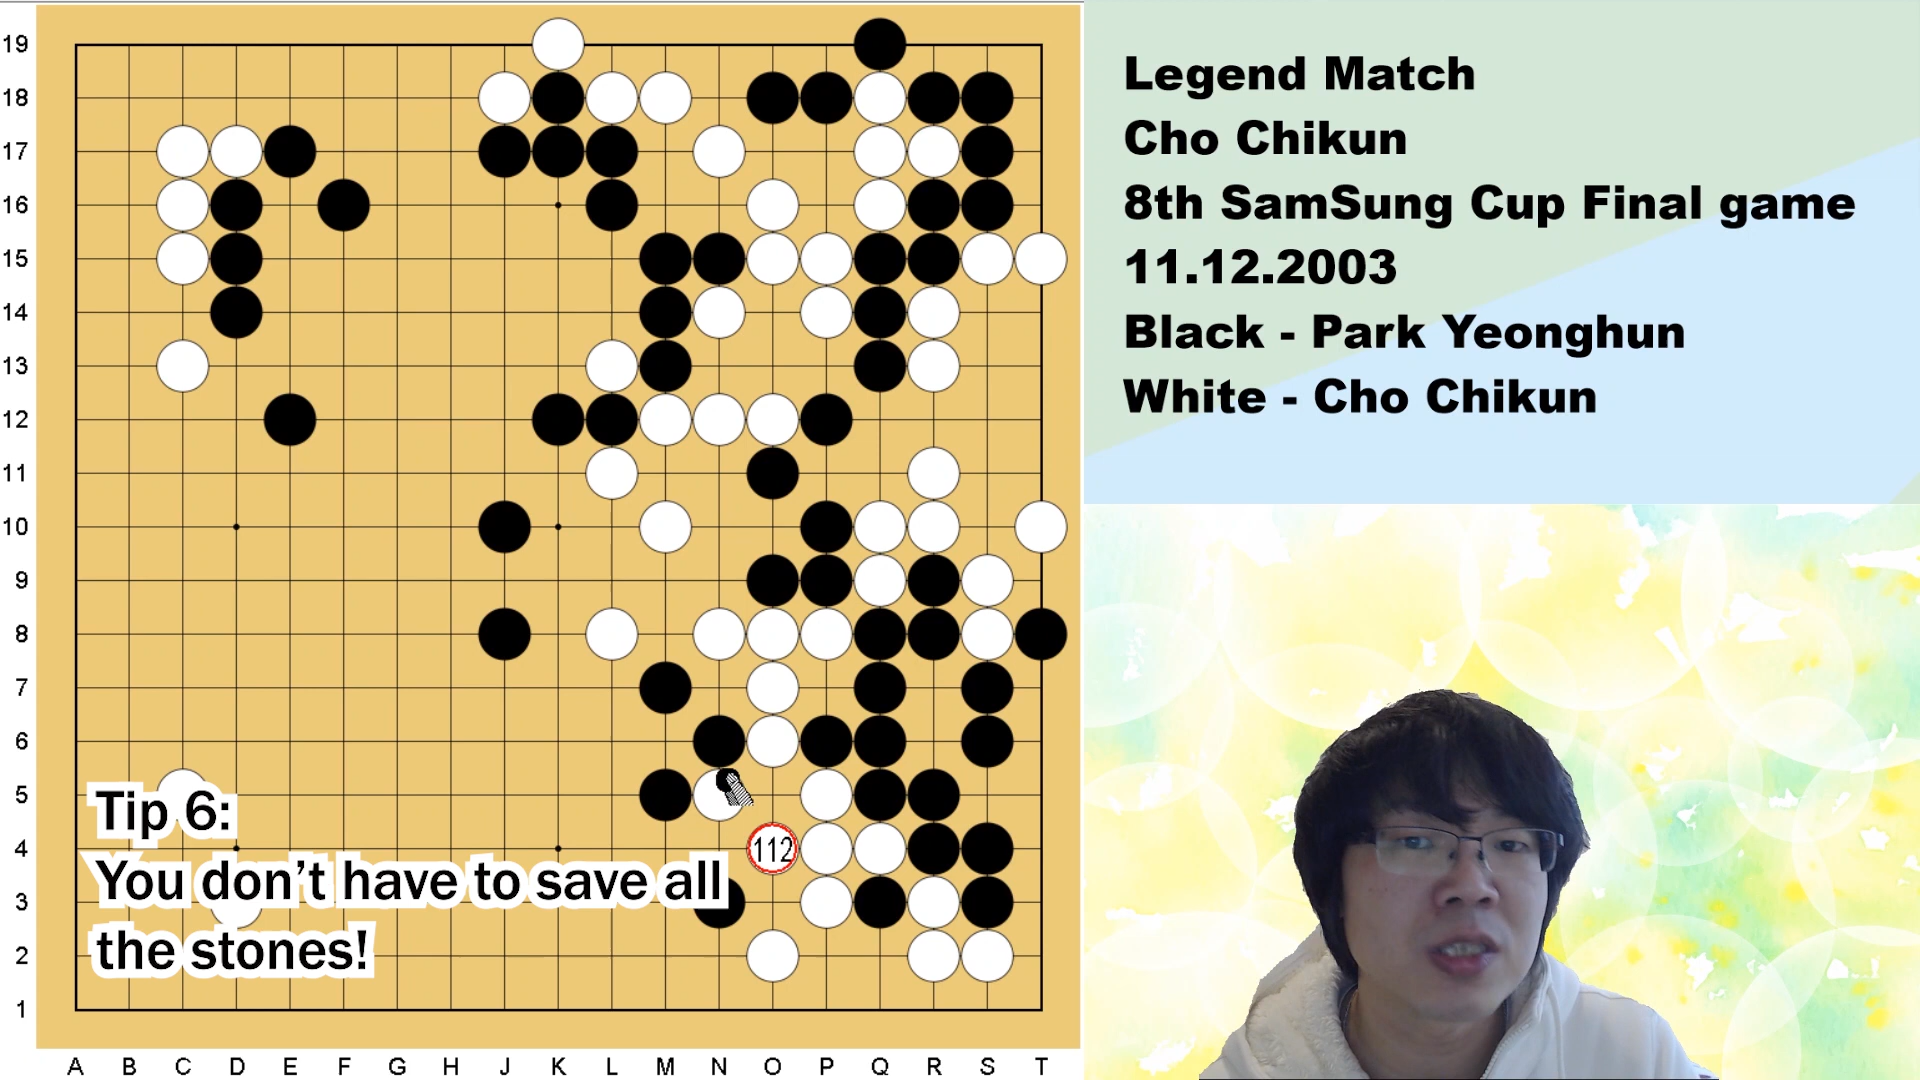 Legend Match
Cho Chikun
8th SamSung Cup Final game
11.12.2003
Black - Park Yeonghun
White - Cho Chikun
19
18
17
16
15
14
13
12
11
10
9
8
7
6
5
4
3
2
1
112
Tip 6:
You don't have to save all
the stones!
A B C D E F G H J K L M N O P Q R S T